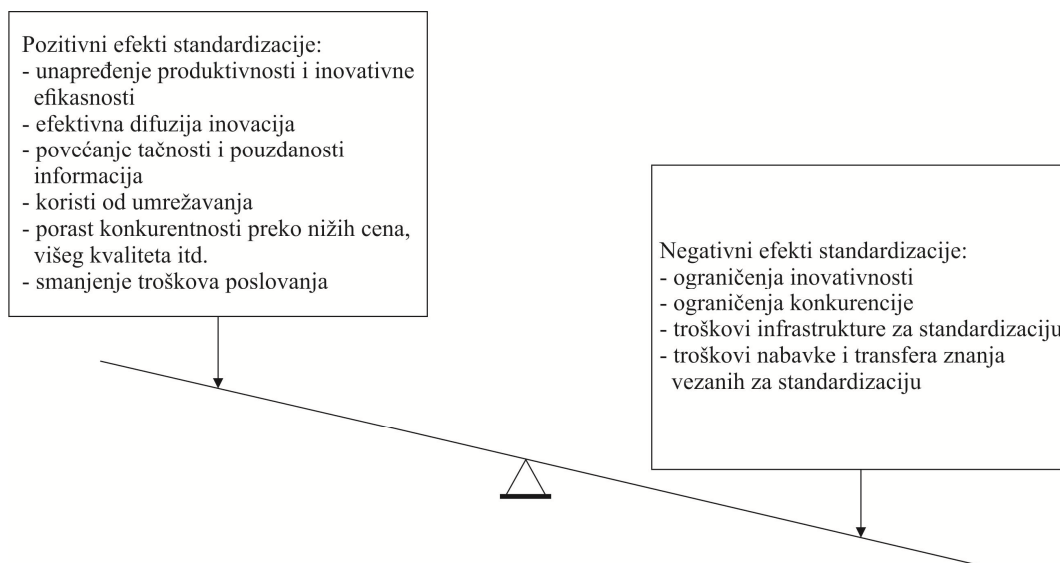 Pozitivni efekti standardizacije:
- unapređenje produktivnosti i inovativne
efikasnosti
- efektivna difuzija inovacija
- povećanje tačnosti i pouzdanosti
informacija
- koristi od umrežavanja
- porast konkurentnosti preko nižih cena,
višeg kvaliteta itd.
- smanjenje troškova poslovanja
Negativni efekti standardizacije:
- ograničenja inovativnosti
- ograničenja konkurencije
- troškovi infrastrukture za standardizaciju
- troškovi nabavke i transfera znanja
vezanih za standardizaciju